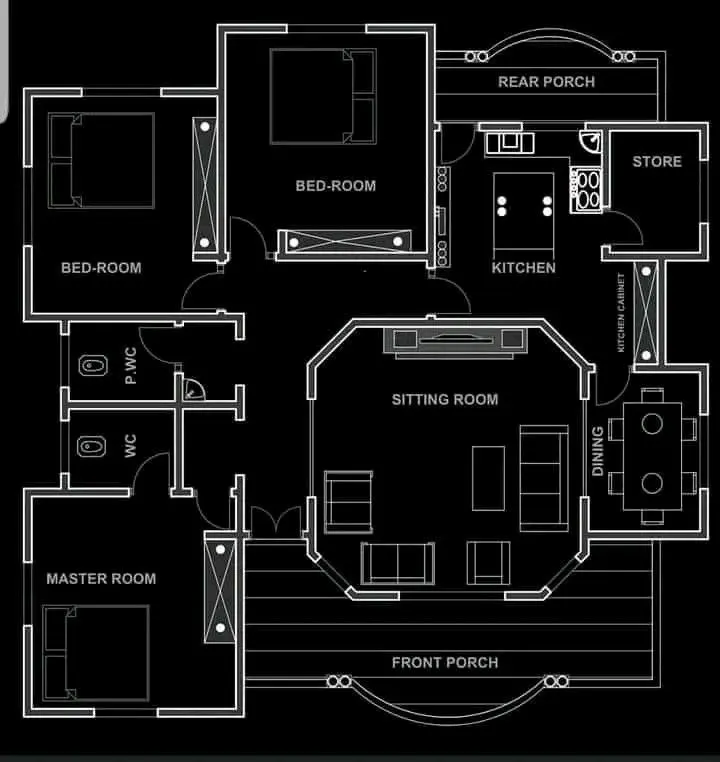 REAR PORCH
STORE
BED-ROOM
BED-ROOM
KITCHEN
KITCHEN CABINET
P.WC
SITTING ROOM
DINING
WC
MASTER ROOM
FRONT PORCH